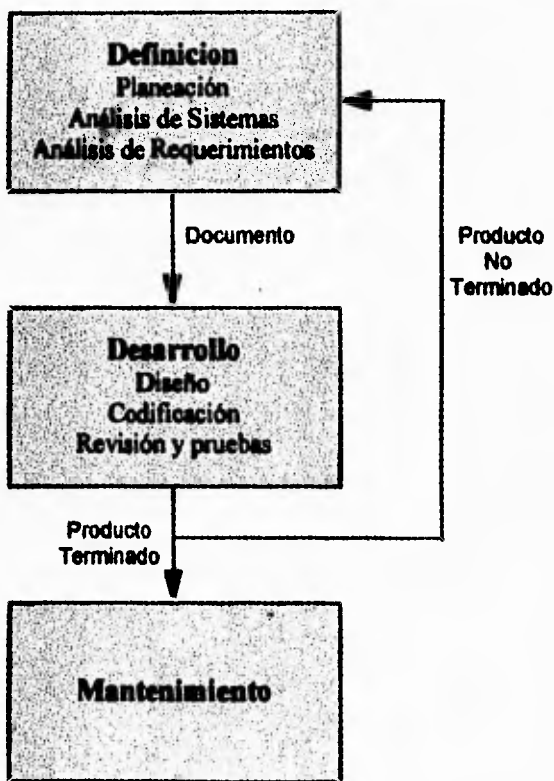 Definicion
Planeación
Análisis de Sistemas
Análisis de Requerimientos
Documento
Producto
No
Terminado
Desarrollo
Diseño
Codificación
Revisión y pruebas
Producto
Terminado
Mantenimiento